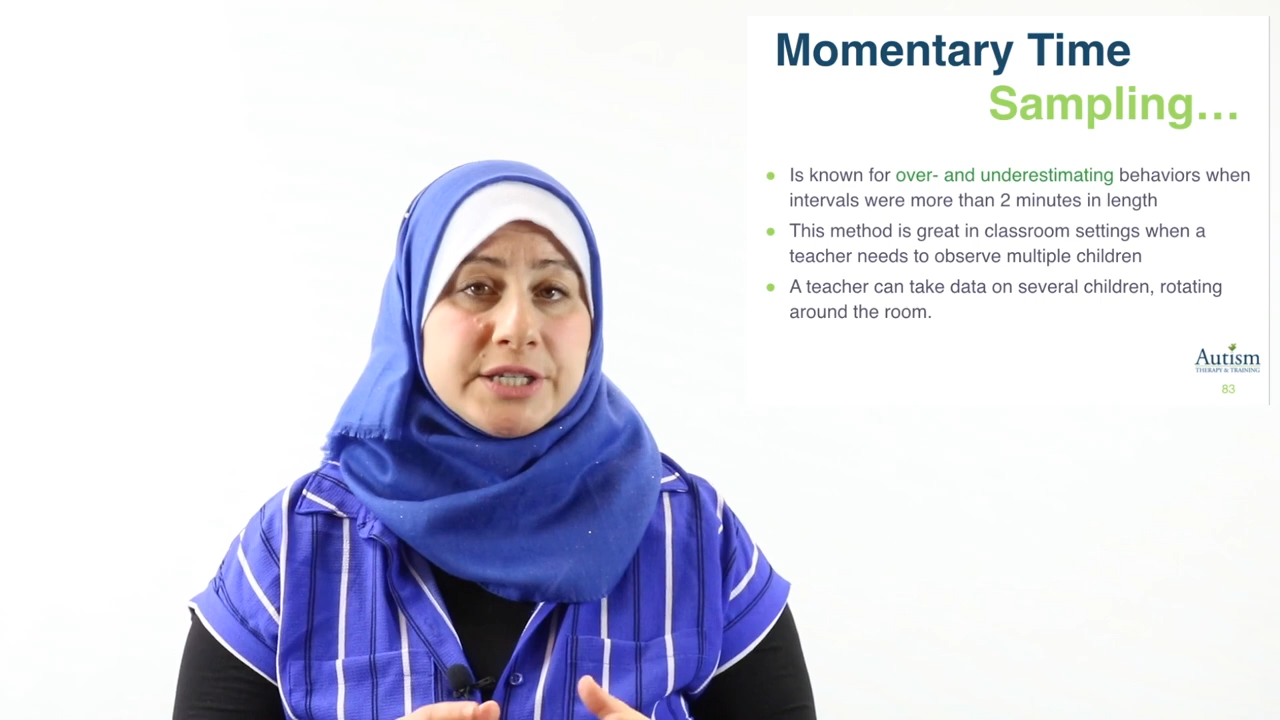 Momentary Time
Sampling…
Is known for over- and underestimating behaviors when
intervals were more than 2 minutes in length
This method is great in classroom settings when a
teacher needs to observe multiple children
A teacher can take data on several children, rotating
around the room.
Autism
THERAPY & TRAINING
83